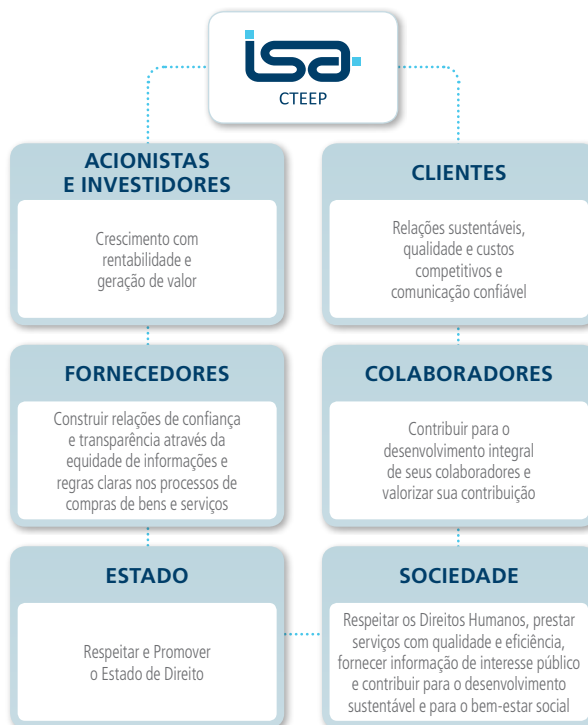 isa
CTEEP
ACIONISTAS
E INVESTIDORES
Crescimento com
rentabilidade e
geração de valor
CLIENTES
Relações sustentáveis,
qualidade e custos
competitivos e
comunicação confiável
FORNECEDORES
Construir relações de confiança
e transparência através da
equidade de informações e
regras claras nos processos de
compras de bens e serviços
COLABORADORES
Contribuir para o
desenvolvimento integral
de seus colaboradores e
valorizar sua contribuição
ESTADO
Respeitar e Promover
o Estado de Direito
SOCIEDADE
Respeitar os Direitos Humanos, prestar
serviços com qualidade e eficiência,
fornecer informação de interesse público
e contribuir para o desenvolvimento
sustentável e para o bem-estar social